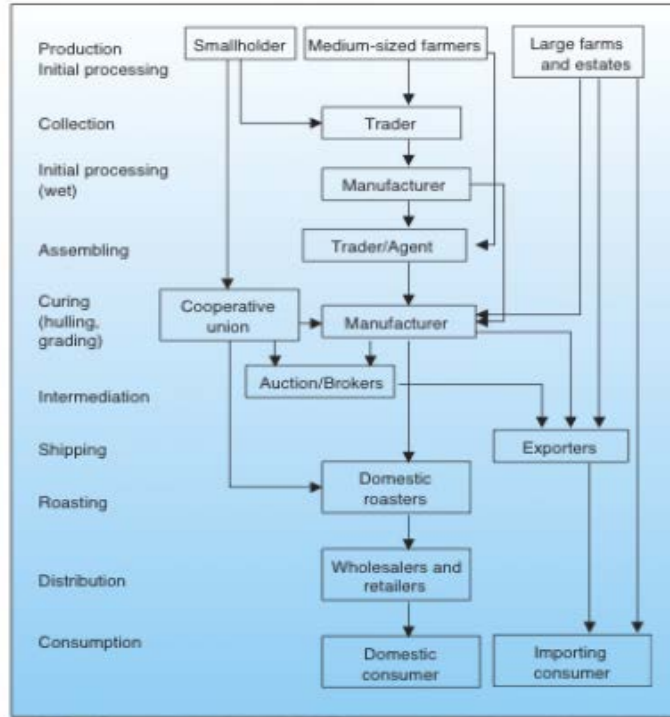 Production
Initial processing
Smallholder
Medium-sized farmers
Large farms
and estates
Collection
Trader
Initial processing
(wet)
Manufacturer
Assembling
Trader/Agent
Curing
(hulling,
grading)
Cooperative
union
Manufacturer
Auction/Brokers
Intermediation
Shipping
Exporters
Roasting
Domestic
roasters
Distribution
Wholesalers and
retailers
Consumption
Domestic
consumer
Importing
consumer